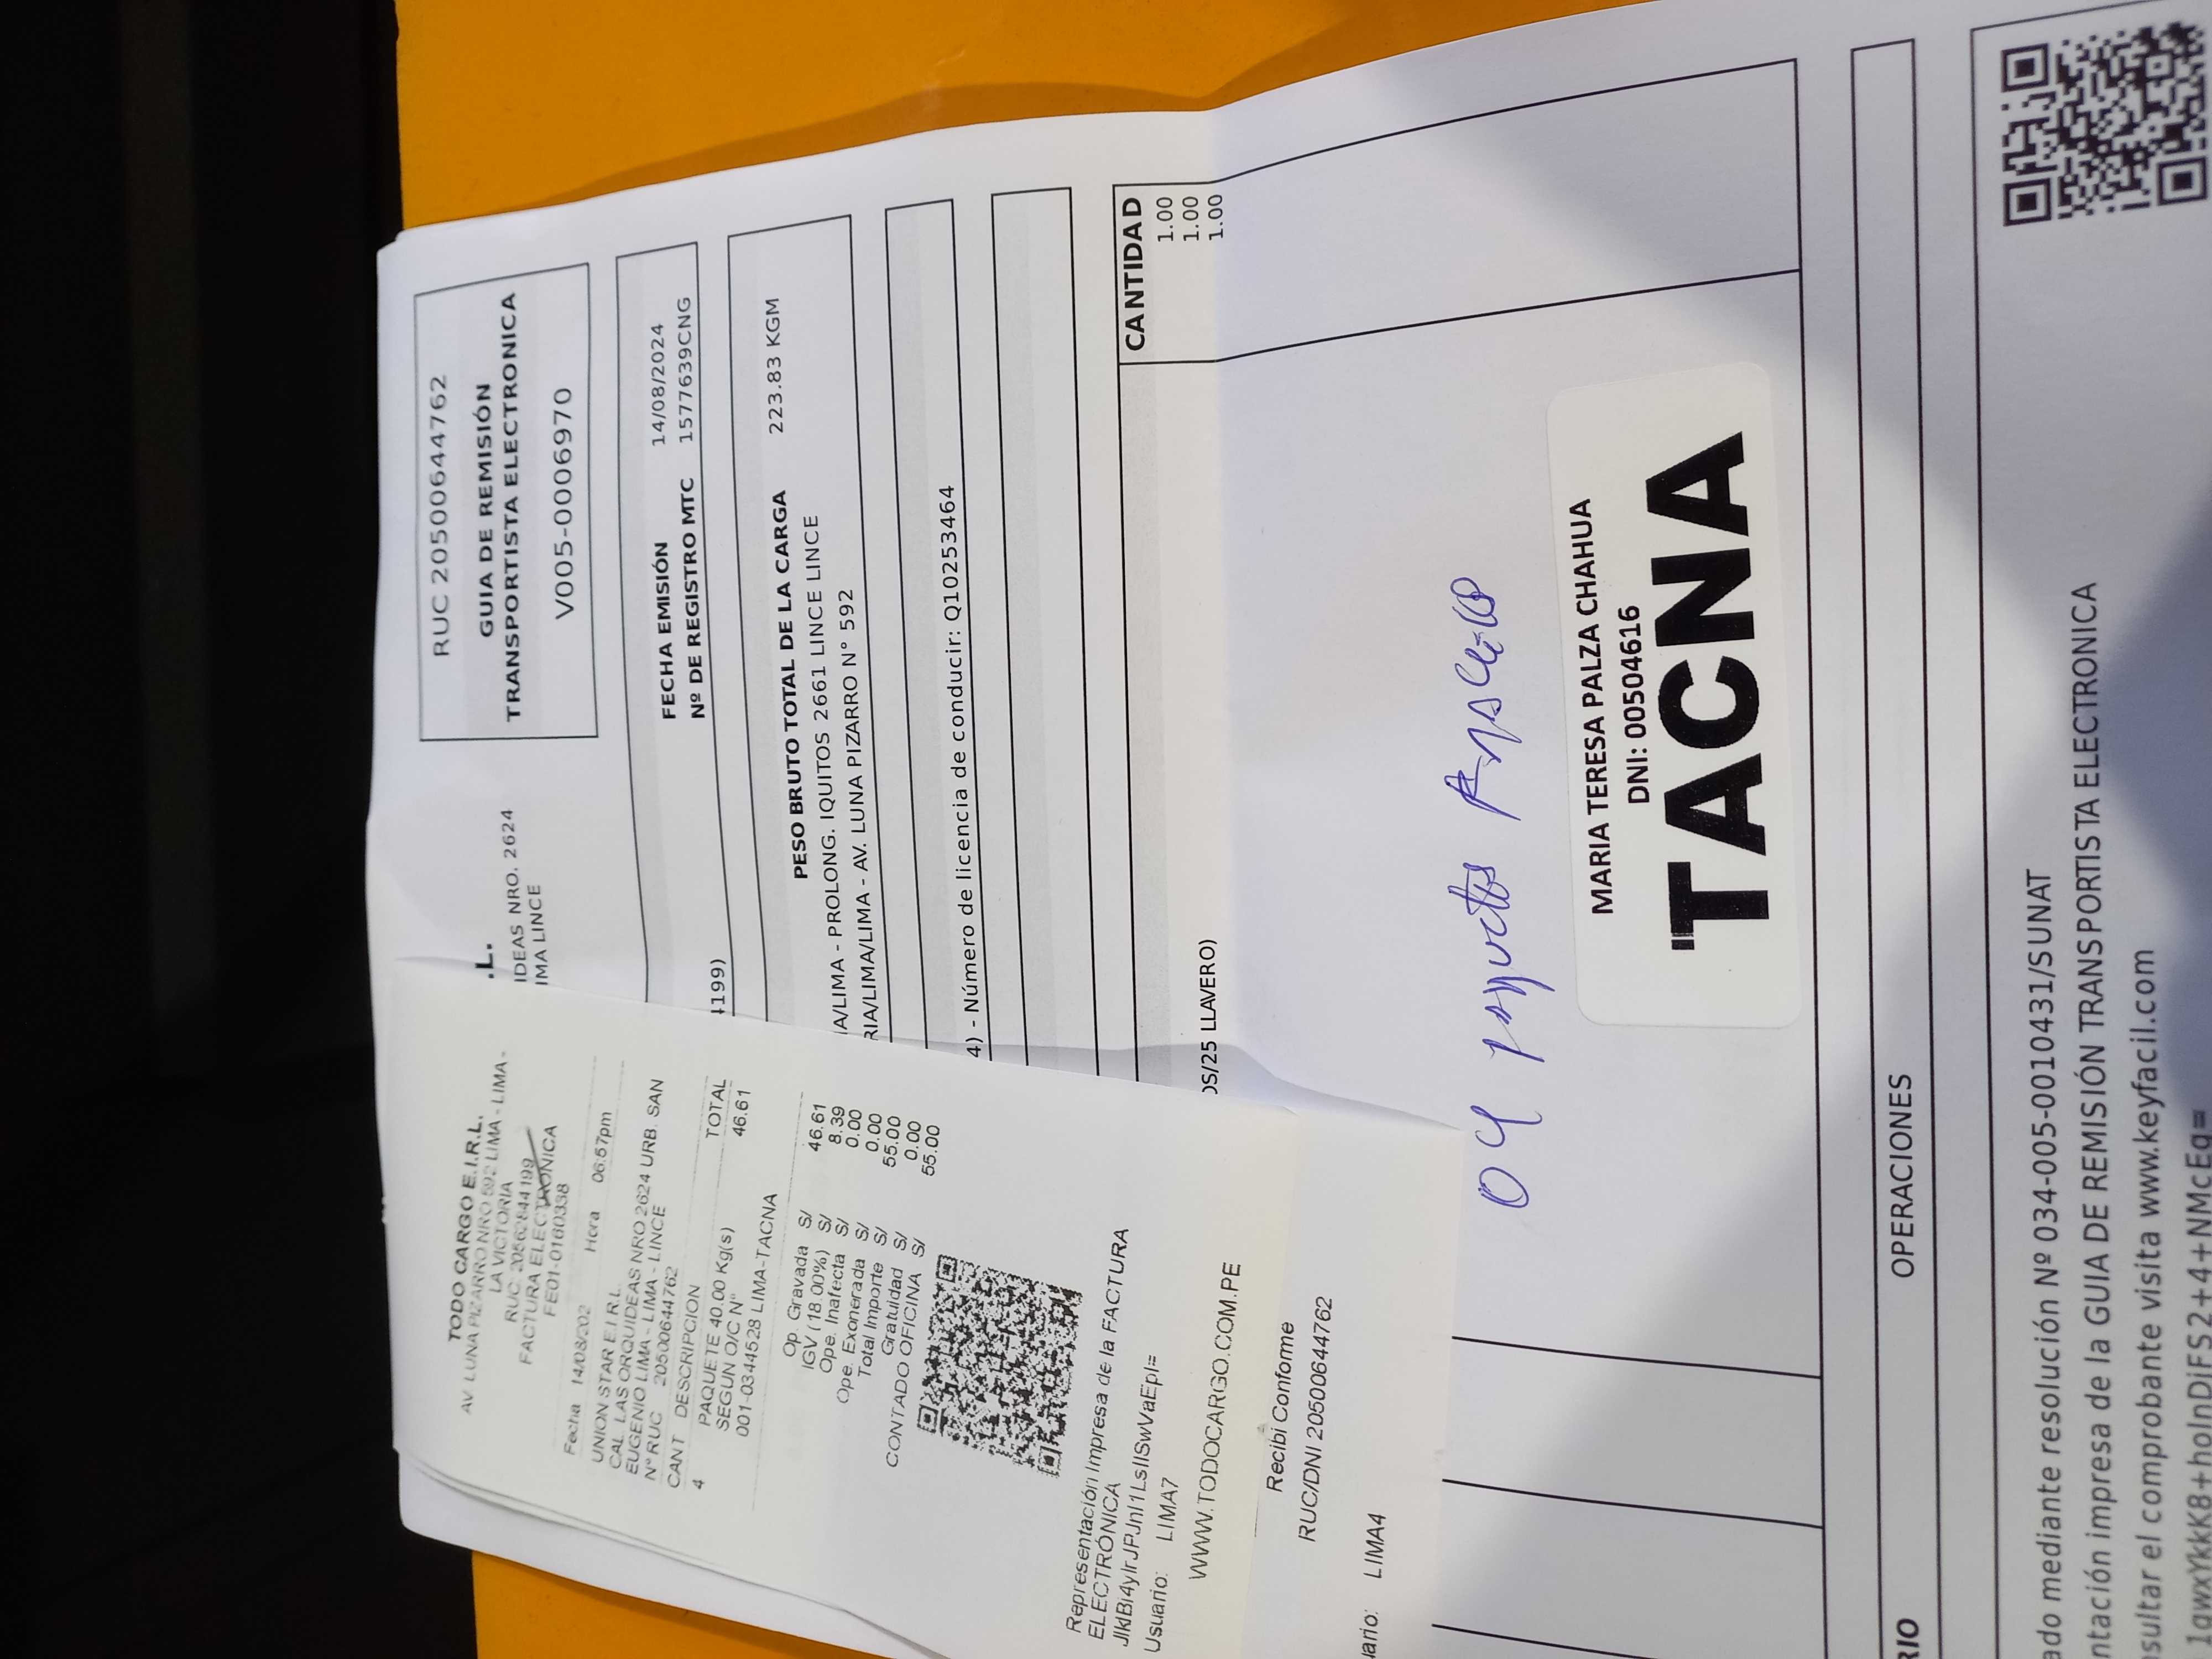 TODO CARGO E.I.R.L.
AV. LUNA PIZARRO NRO 592 LIMA - LIMA -
LA VICTORIA
RUC: 20562844199
FACTURA ELECTRONICA
FE01-0160338
Fecha 14/08/202 Hora 06:57pm
UNION STAR E.I.R.L.
CAL. LAS ORQUIDEAS NRO 2624 URB. SAN
EUGENIO LIMA - LIMA - LINCE
N° RUC 20500644762
CANT DESCRIPCION TOTAL
4 PAQUETE 40.00 Kg(s) 46.61
SEGUN O/C N°
001-0344528 LIMA-TACNA
Op. Gravada S/ 46.61
IGV (18.00%) S/ 8.39
Ope. Inafecta S/ 0.00
Ope. Exonerada S/ 0.00
Total Importe S/ 55.00
Gratuidad S/ 0.00
CONTADO OFICINA S/ 55.00
Representación Impresa de la FACTURA
ELECTRÓNICA
Usuario: LIMA7
WWW.TODOCARGO.COM.PE
Recibí Conforme
RUC/DNI 20500644762
uario: LIMA4
.L.
IDEAS NRO. 2624
IMA LINCE
RUC 20500644762
GUIA DE REMISIÓN
TRANSPORTISTA ELECTRONICA
V005-0006970
FECHA EMISIÓN 14/08/2024
Nº DE REGISTRO MTC 1577639CNG
4199)
PESO BRUTO TOTAL DE LA CARGA 223.83 KGM
A/LIMA - PROLONG. IQUITOS 2661 LINCE LINCE
RIA/LIMA/LIMA - AV. LUNA PIZARRO N° 592
4) - Número de licencia de conducir: Q10253464
CANTIDAD
1.00
1.00
OS/25 LLAVERO) 1.00
04 paquetes
MARIA TERESA PALZA CHAHUA
DNI: 00504616
TACNA
OPERACIONES
RIO
ado mediante resolución Nº 034-005-0010431/SUNAT
ntación impresa de la GUIA DE REMISIÓN TRANSPORTISTA ELECTRONICA
nsultar el comprobante visita www.keyfacil.com